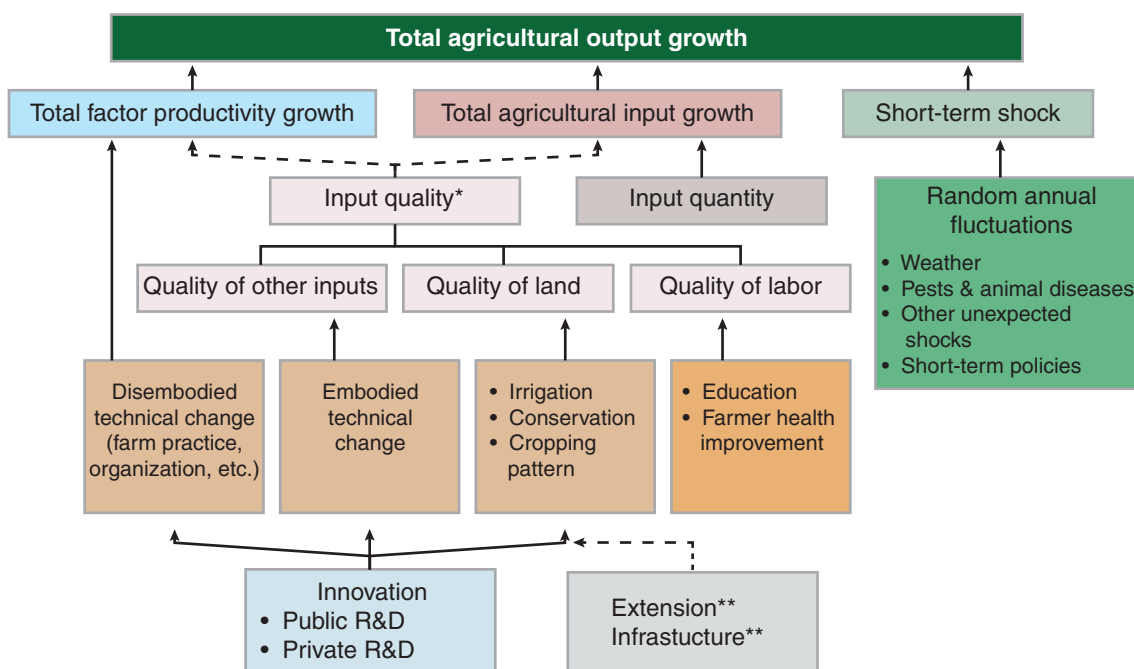 Total agricultural output growth
Total factor productivity growth
Total agricultural input growth
Short-term shock
Input quality*
Input quantity
Random annual
fluctuations
• Weather
• Pests & animal diseases
• Other unexpected
shocks
• Short-term policies
Quality of other inputs
Quality of land
Quality of labor
Disembodied
technical change
(farm practice,
organization, etc.)
Embodied
technical
change
• Irrigation
• Conservation
• Cropping
pattern
• Education
• Farmer health
improvement
Innovation
• Public R&D
• Private R&D
Extension**
Infrastucture**